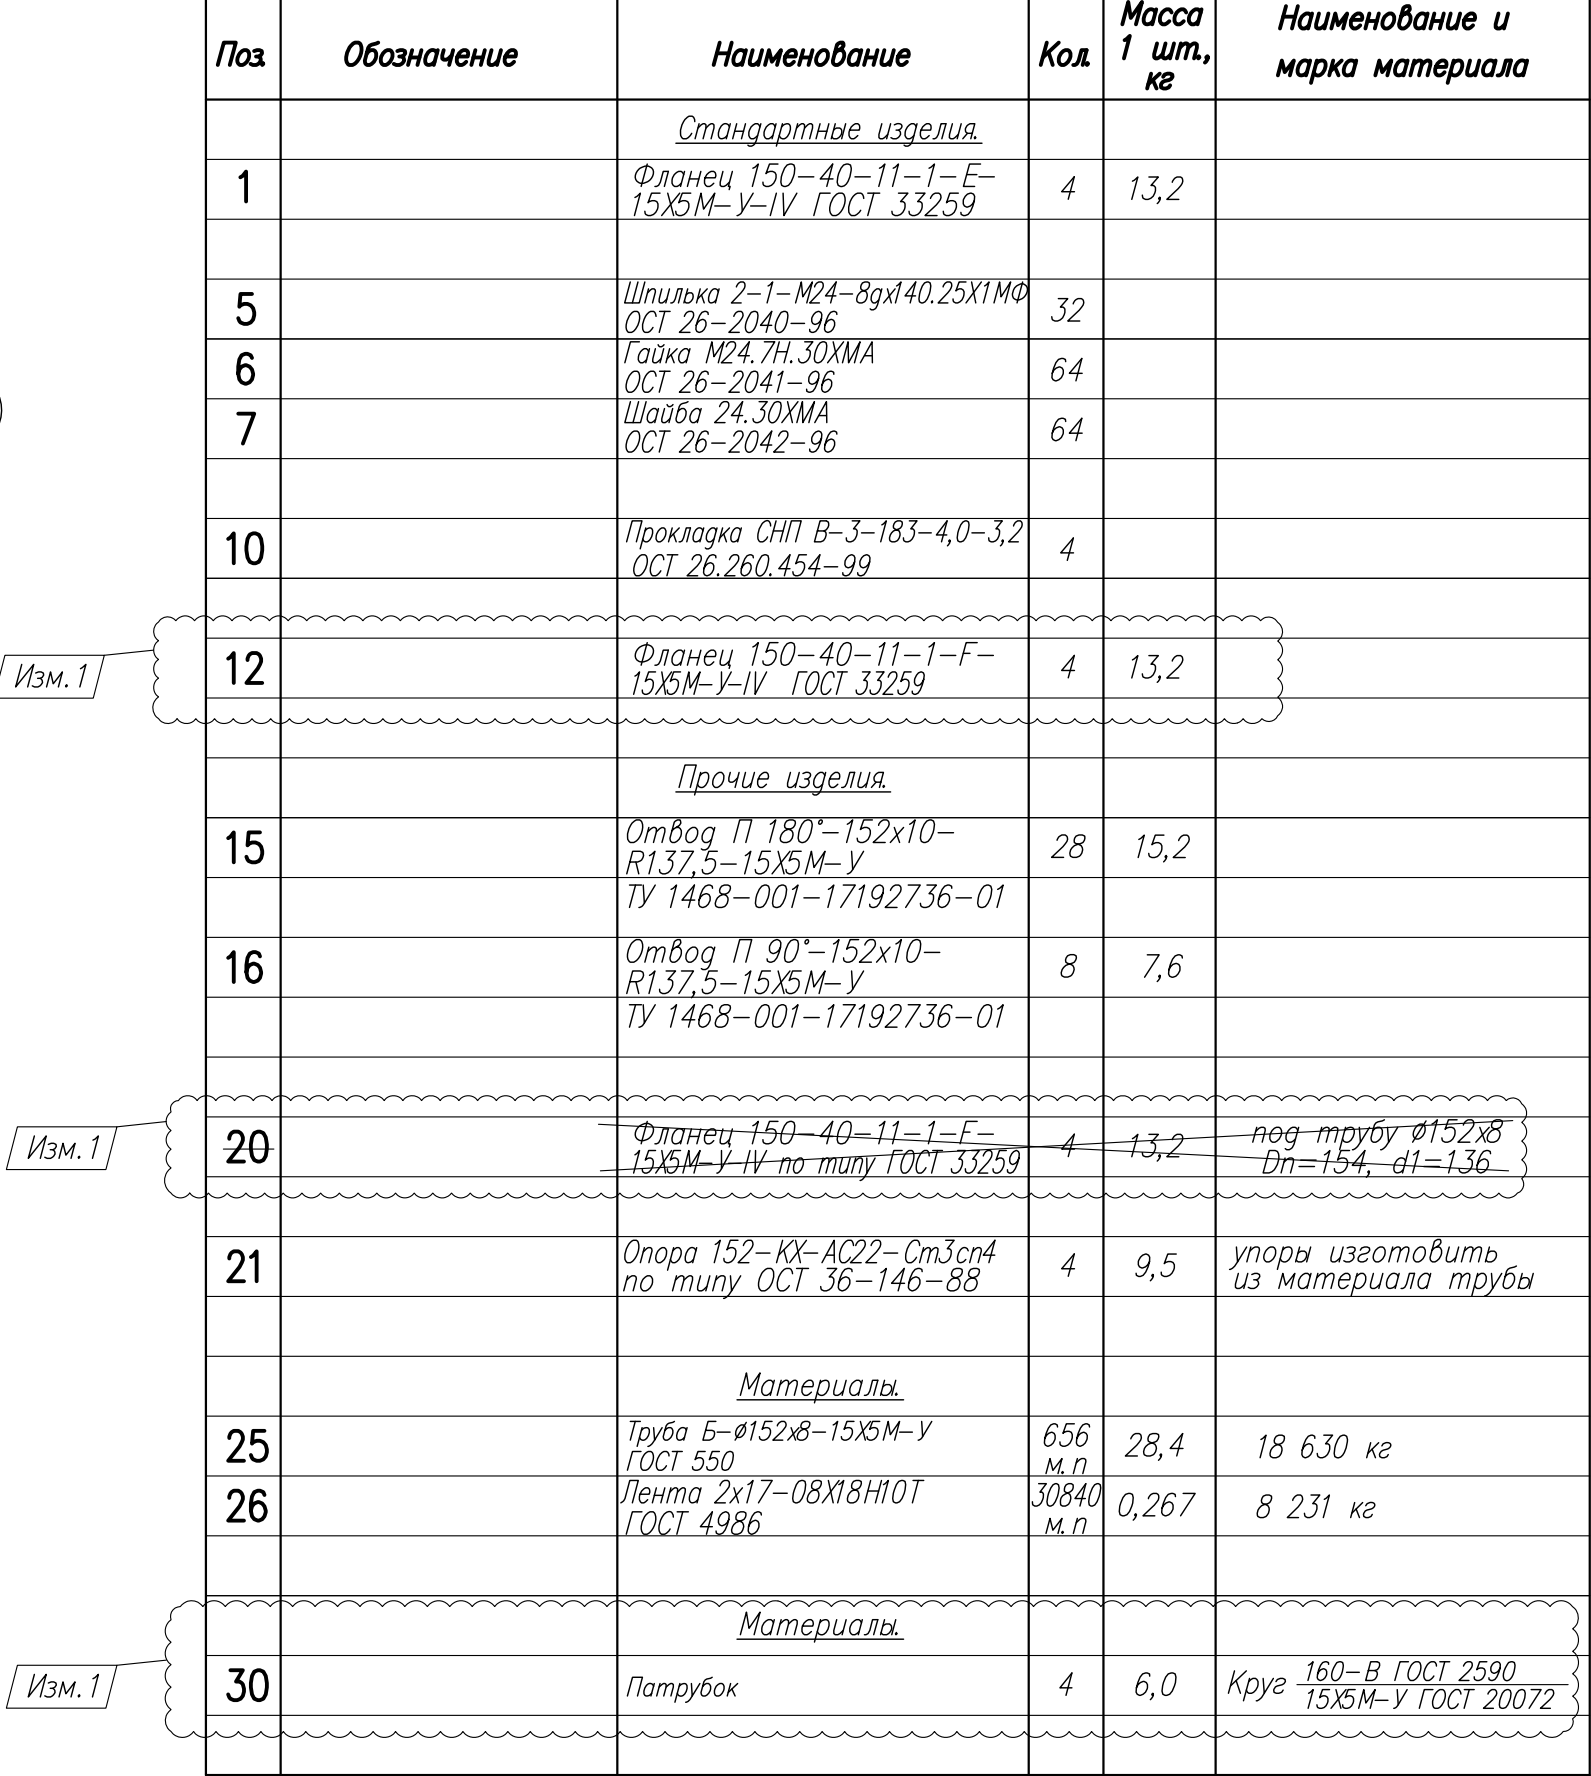 Поз.
Обозначение
Наименование
Кол.
Масса
1 шт.,
кг
Наименование и
марка материала
Стандартные изделия.
1
Фланец 150-40-11-1-E-
15Х5М-У-IV ГОСТ 33259
4
13,2
5
Шпилька 2-1-М24-8gх140.25Х1МФ
ОСТ 26-2040-96
32
6
Гайка М24.7Н.30ХМА
ОСТ 26-2041-96
64
7
Шайба 24.30ХМА
ОСТ 26-2042-96
64
10
Прокладка СНП В-3-183-4,0-3,2
ОСТ 26.260.454-99
4
Изм. 1
12
Фланец 150-40-11-1-F-
15Х5М-У-IV ГОСТ 33259
4
13,2
Прочие изделия.
15
Отвод П 180°-152х10-
R137,5-15Х5М-У
ТУ 1468-001-17192736-01
28
15,2
16
Отвод П 90°-152х10-
R137,5-15Х5М-У
ТУ 1468-001-17192736-01
8
7,6
Изм. 1
20
Фланец 150-40-11-1-F-
15Х5М-У-IV по типу ГОСТ 33259
4
13,2
под трубу ø152х8
Dn=154, d1=136
21
Опора 152-КХ-АС22-Ст3сп4
по типу ОСТ 36-146-88
4
9,5
упоры изготовить
из материала трубы
Материалы.
25
Труба Б-ø152х8-15Х5М-У
ГОСТ 550
656
м.п
28,4
18 630 кг
26
Лента 2х17-08Х18Н10Т
ГОСТ 4986
30840
м.п
0,267
8 231 кг
Материалы.
Изм. 1
30
Патрубок
4
6,0
Круг 160-В ГОСТ 2590
15Х5М-У ГОСТ 20072